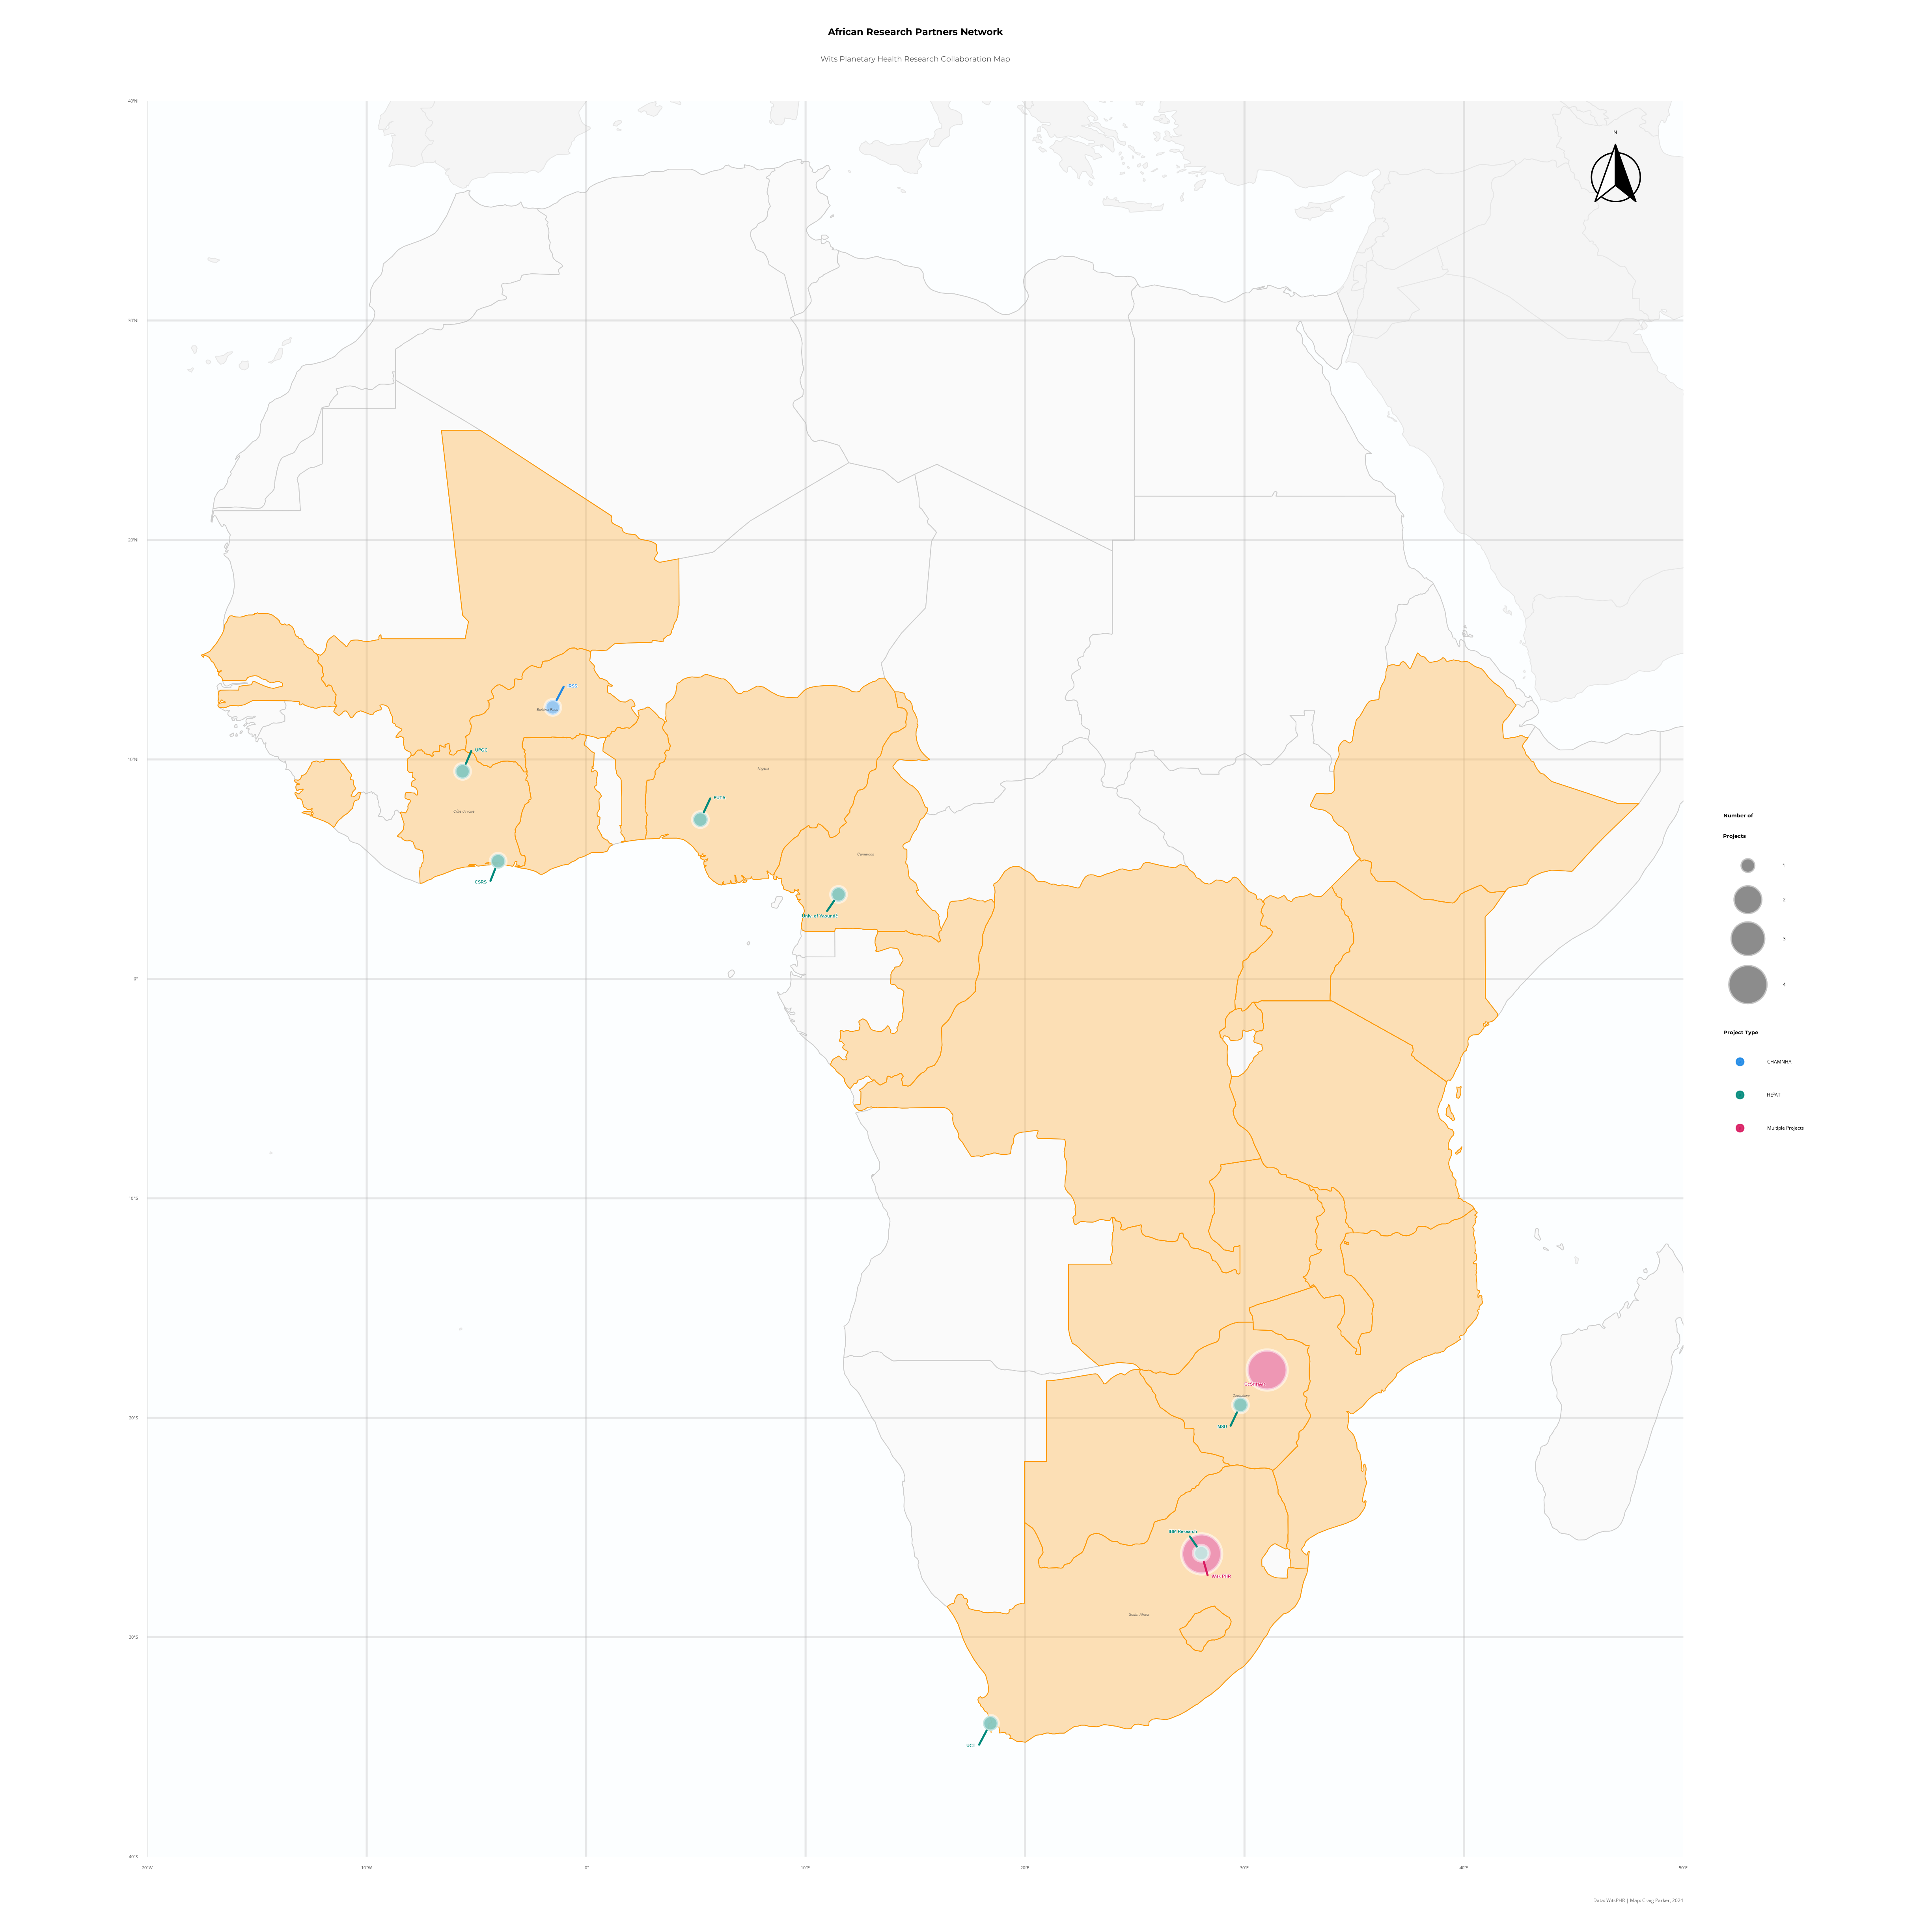 African Research Partners Network
Wits Planetary Health Research Collaboration Map
40°N
N
30°N
20°N
IRSS
Burkina Faso
UPGC
10°N
Nigeria
FUTA
Côte d'Ivoire
Number of
Projects
Cameroon
1
CSRS
2
Univ. of Yaoundé
3
0°
4
Project Type
CHAMNHA
HE²AT
Multiple Projects
10°S
Zimbabwe
20°S
MSU
IBM Research
Wits PHR
South Africa
30°S
UCT
40°S
20°W
10°W
0°
10°E
20°E
30°E
40°E
50°E
Data: WitsPHR | Map: Craig Parker, 2024